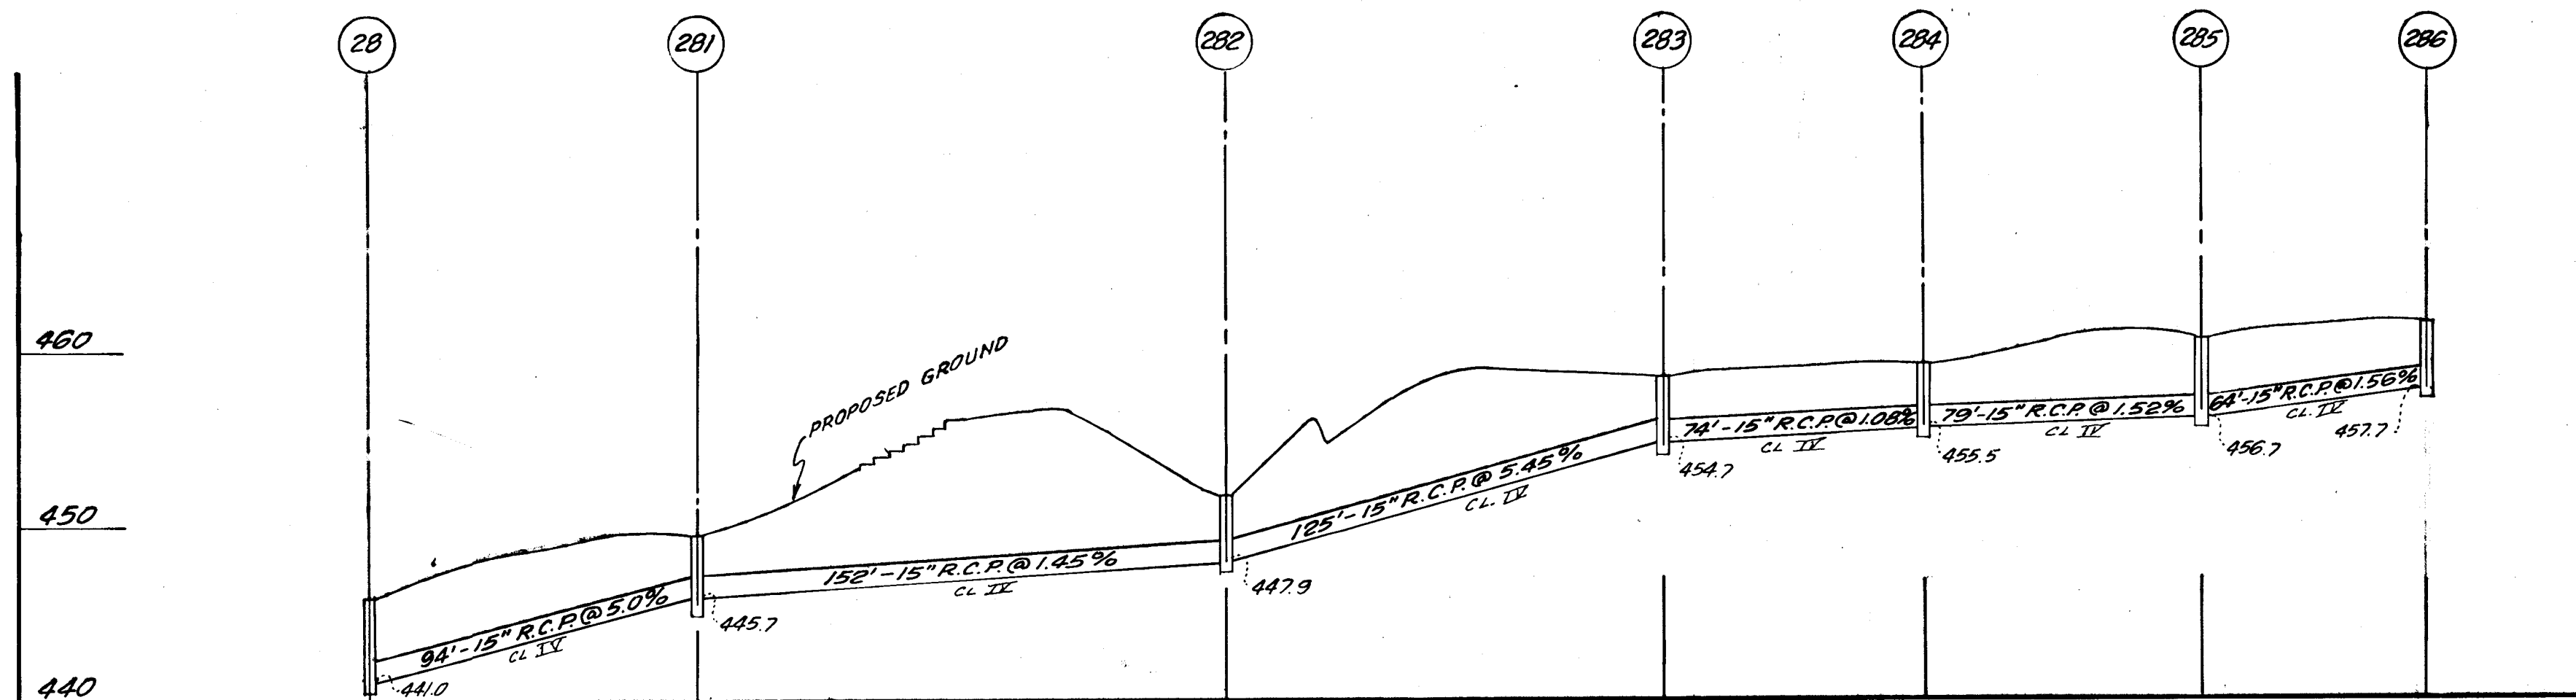 28
281
282
283
284
285
286
460
450
440
PROPOSED GROUND
94'-15" R.C.P. @ 5.0%
CL IV
441.0
152'-15" R.C.P. @ 1.45%
CL IV
445.7
125'-15" R.C.P. @ 5.45%
CL. IV
447.9
74'-15" R.C.P. @ 1.08%
CL IV
454.7
79'-15" R.C.P. @ 1.52%
CL IV
455.5
64'-15" R.C.P. @ 1.56%
CL. IV
456.7
457.7